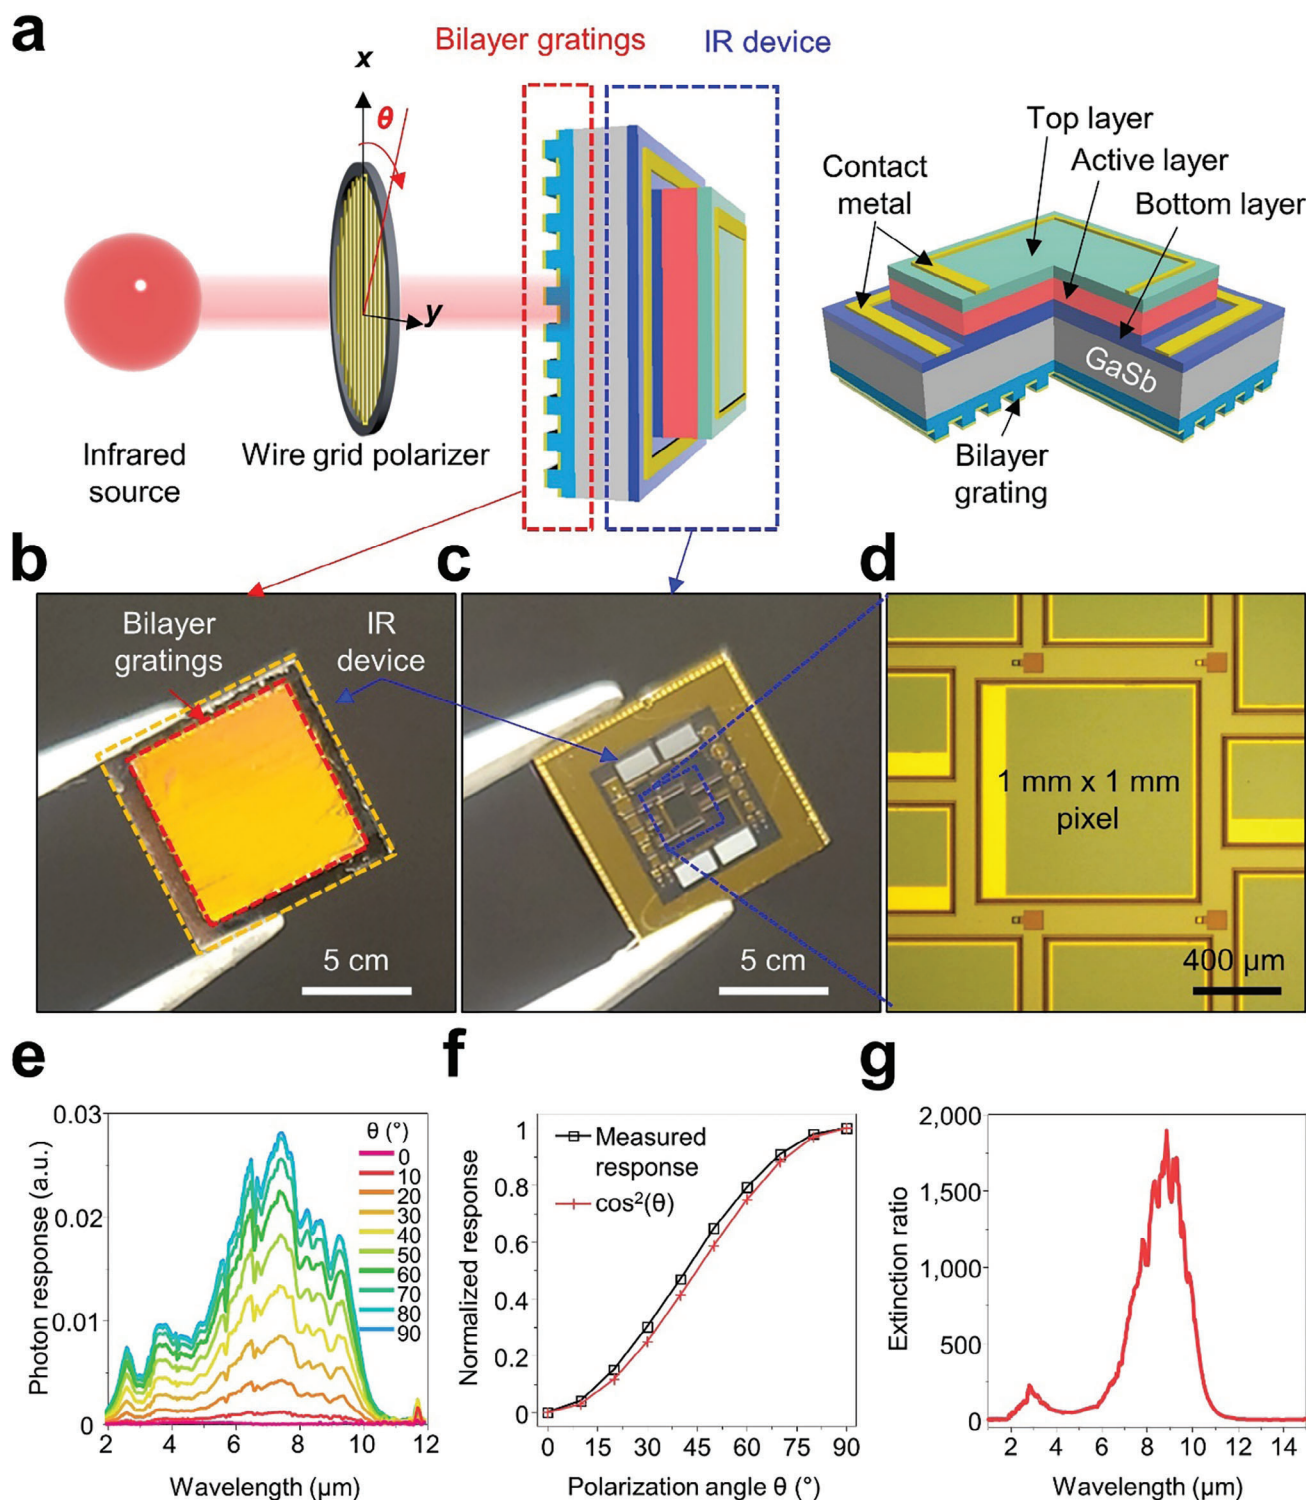 a
Bilayer gratings
IR device
x
θ
y
Infrared
source
Wire grid polarizer
Contact
metal
Top layer
Active layer
Bottom layer
GaSb
Bilayer
grating
b
Bilayer
gratings
IR
device
5 cm
c
5 cm
d
1 mm x 1 mm
pixel
400 µm
e
Photon response (a.u.)
0.03
0.02
0.01
0
θ (°)
0
10
20
30
40
50
60
70
80
90
2 4 6 8 10 12
Wavelength (µm)
f
Normalized response
1
0.8
0.6
0.4
0.2
0
Measured
response
cos²(θ)
0 15 30 45 60 75 90
Polarization angle θ (°)
g
Extinction ratio
2,000
1,500
1,000
500
0
2 4 6 8 10 12 14
Wavelength (µm)